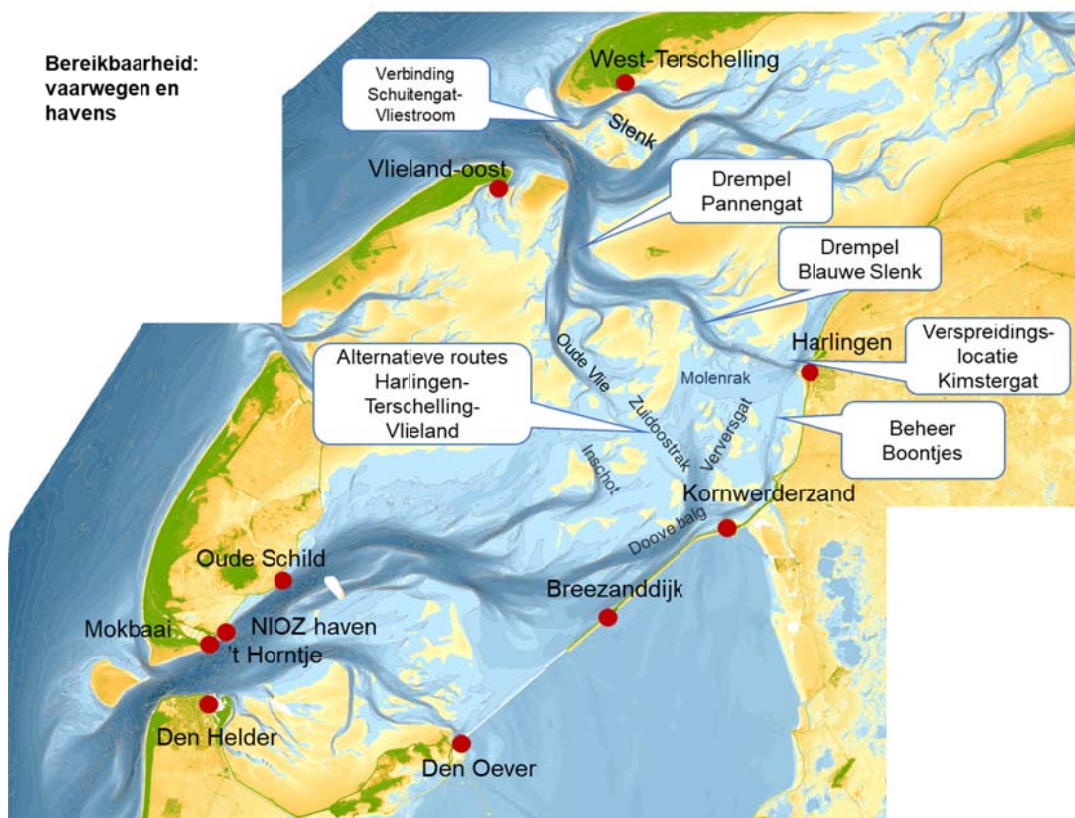 Bereikbaarheid:
vaarwegen en
havens
West-Terschelling
Verbinding
Schuitengat-
Vliestroom
Slenk
Vlieland-oost
Drempel
Pannengat
Drempel
Blauwe Slenk
Harlingen
Verspreidings-
locatie
Kimstergat
Alternatieve routes
Harlingen-
Terschelling-
Vlieland
Oude Vlie
Molenrak
Zuidoostrak
Ververs​gat
Beheer
Boontjes
Inschot
Kornwerderzand
Doove balg
Oude Schild
Breezanddijk
Mokbaai
NIOZ haven
't Horntje
Den Helder
Den Oever